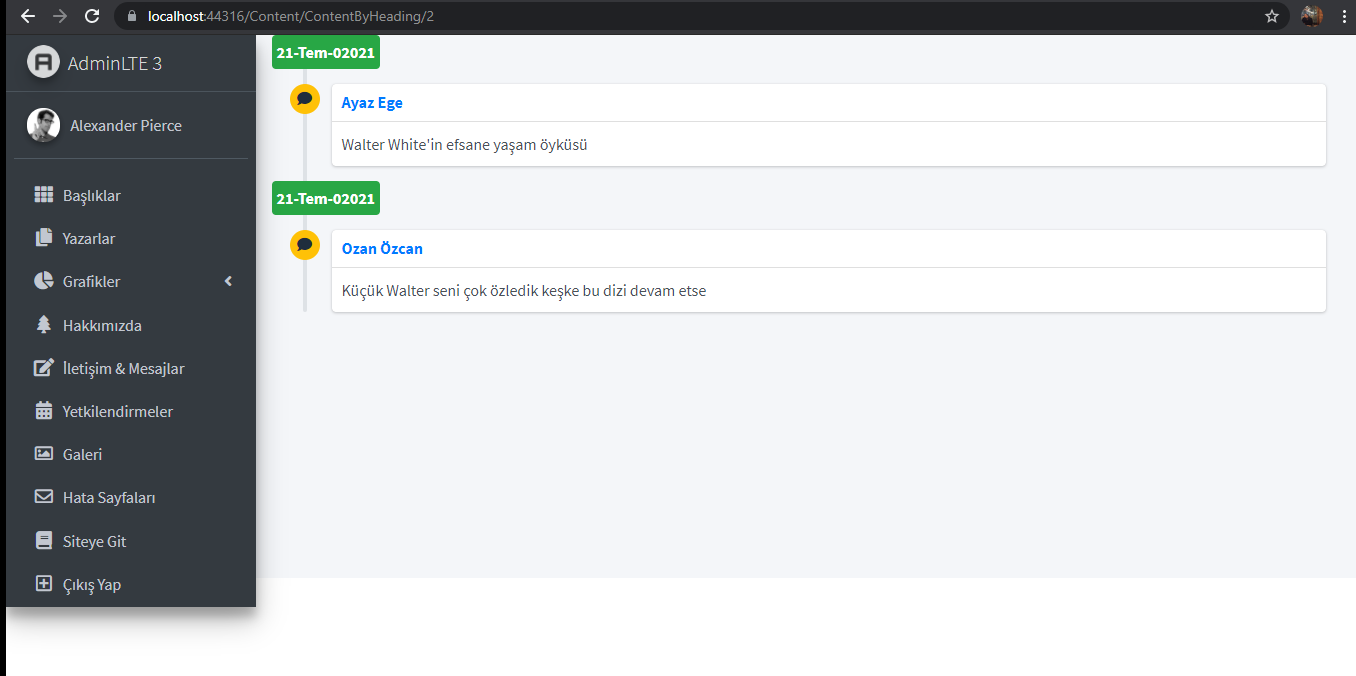 localhost:44316/Content/ContentByHeading/2
AdminLTE 3
Alexander Pierce
Başlıklar
Yazarlar
Grafikler
Hakkımızda
İletişim & Mesajlar
Yetkilendirmeler
Galeri
Hata Sayfaları
Siteye Git
Çıkış Yap
21-Tem-02021
Ayaz Ege
Walter White'in efsane yaşam öyküsü
21-Tem-02021
Ozan Özcan
Küçük Walter seni çok özledik keşke bu dizi devam etse